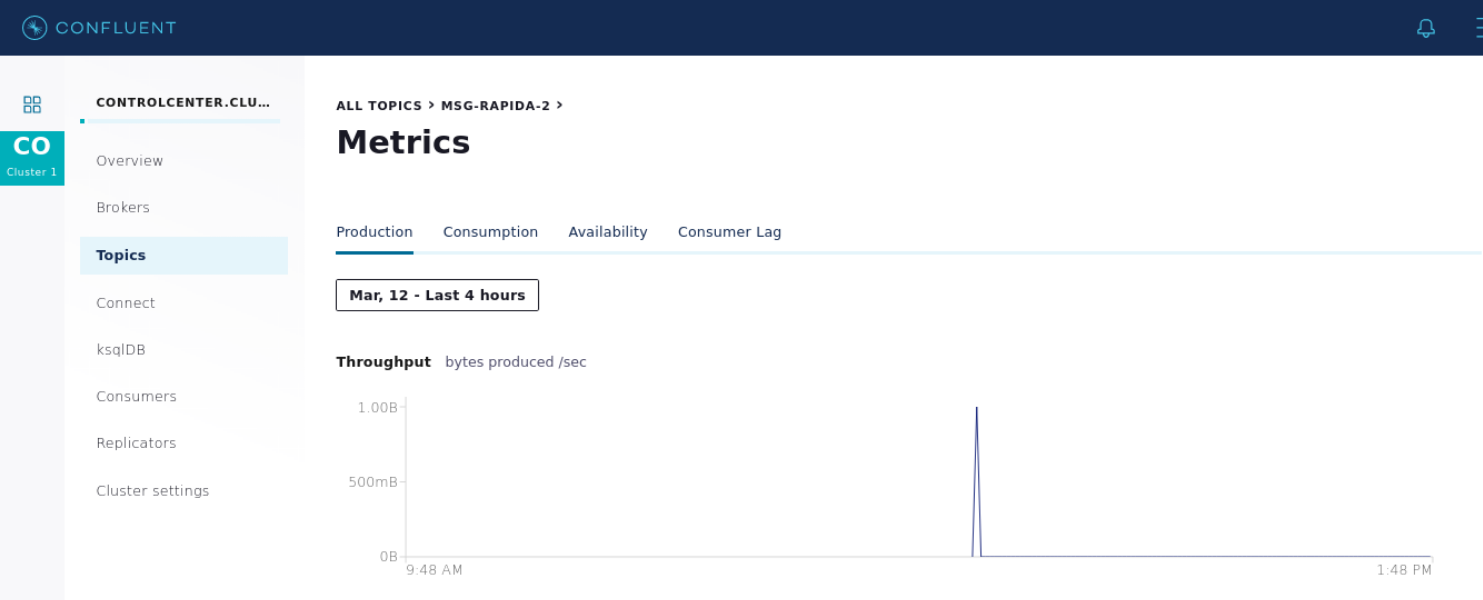 CONFLUENT
CONTROLCENTER.CLU...
ALL TOPICS > MSG-RAPIDA-2 >
Metrics
CO
Cluster 1
Overview
Brokers
Topics
Connect
ksqlDB
Consumers
Replicators
Cluster settings
Production Consumption Availability Consumer Lag
Mar, 12 - Last 4 hours
Throughput bytes produced /sec
1.00B
500mB
0B
9:48 AM 1:48 PM